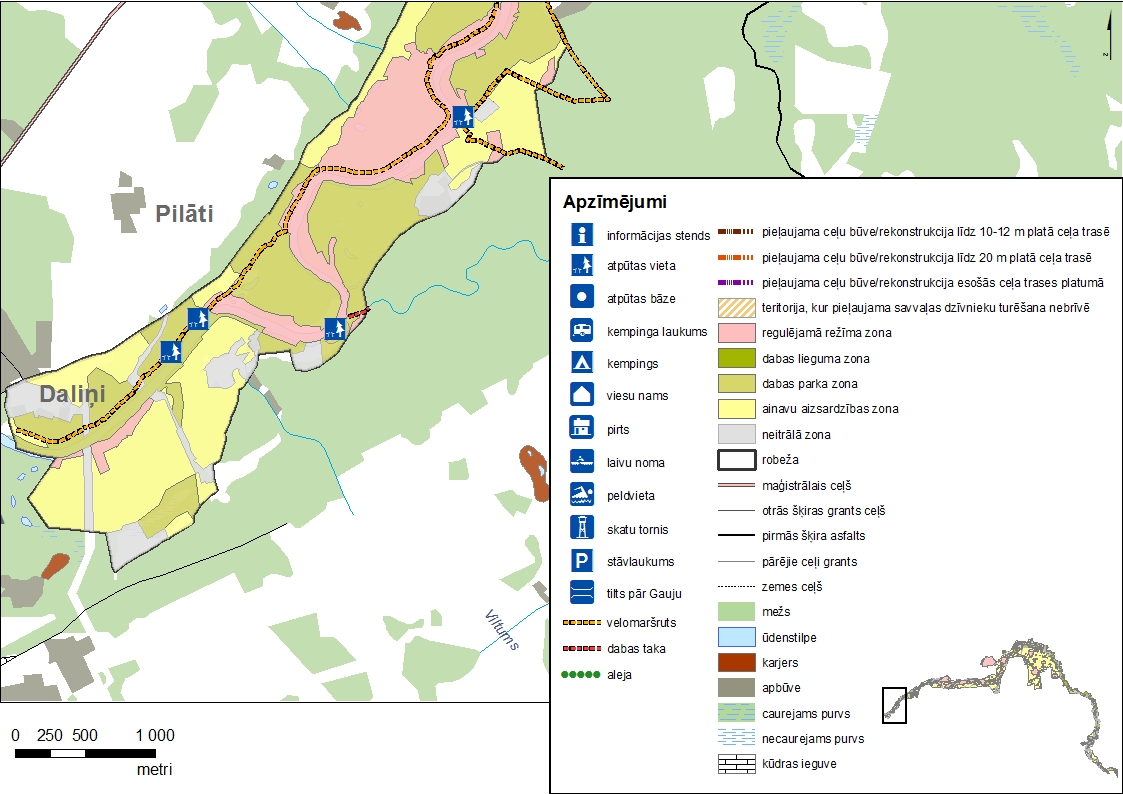 Pilāti
Daliņi
Viltums
z
0 250 500 1 000
metri
Apzīmējumi
informācijas stends
atpūtas vieta
atpūtas bāze
kempinga laukums
kempings
viesu nams
pirts
laivu noma
peldvieta
skatu tornis
P
stāvlaukums
tilts pār Gauju
velomaršruts
dabas taka
aleja
pieļaujama ceļu būve/rekonstrukcija līdz 10-12 m platā ceļa trasē
pieļaujama ceļu būve/rekonstrukcija līdz 20 m platā ceļa trasē
pieļaujama ceļu būve/rekonstrukcija esošās ceļa trases platumā
teritorija, kur pieļaujama savvaļas dzīvnieku turēšana nebrīvē
regulējamā režīma zona
dabas lieguma zona
dabas parka zona
ainavu aizsardzības zona
neitrālā zona
robeža
maģistrālais ceļš
otrās šķiras grants ceļš
pirmās šķira asfalts
pārējie ceļi grants
zemes ceļš
mežs
ūdenstilpe
karjers
apbūve
caurejams purvs
necaurejams purvs
kūdras ieguve